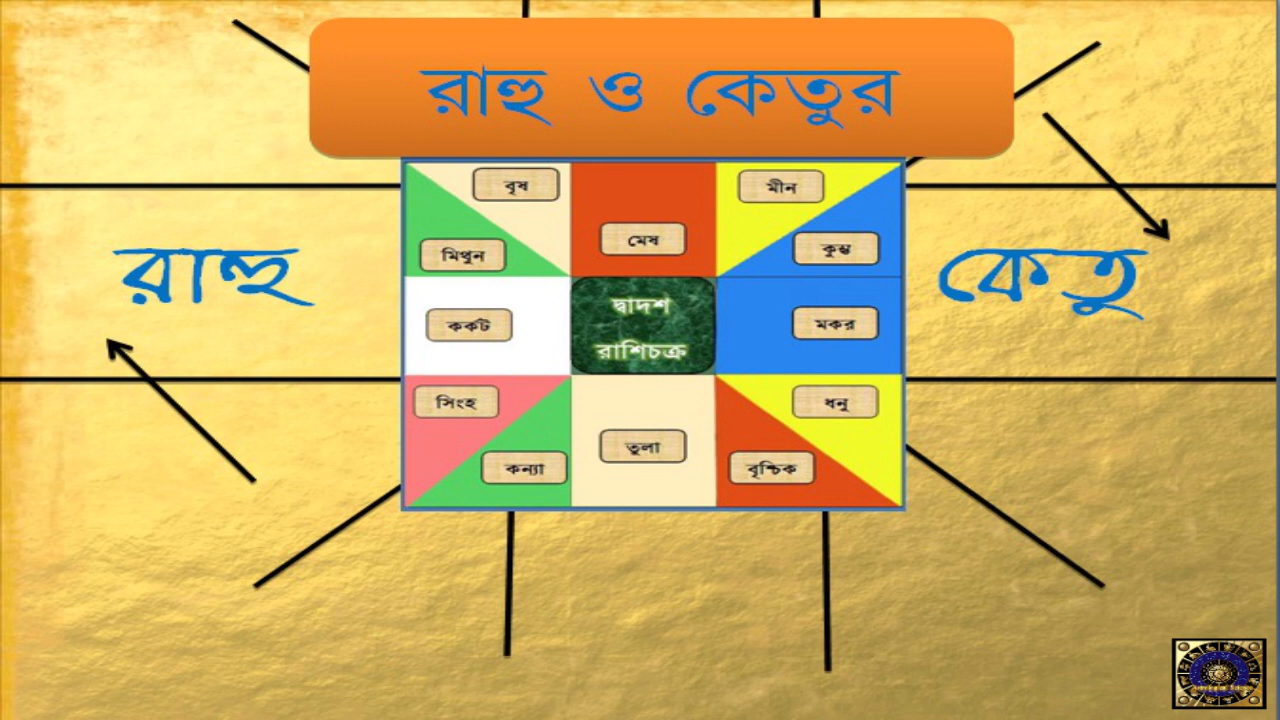 রাহু ও কেতুর
বৃষ
মেষ
মীন
মিথুন
কুম্ভ
রাহু
কেতু
কর্কট
দ্বাদশ
রাশিচক্র
মকর
সিংহ
ধনু
তুলা
কন্যা
বৃশ্চিক